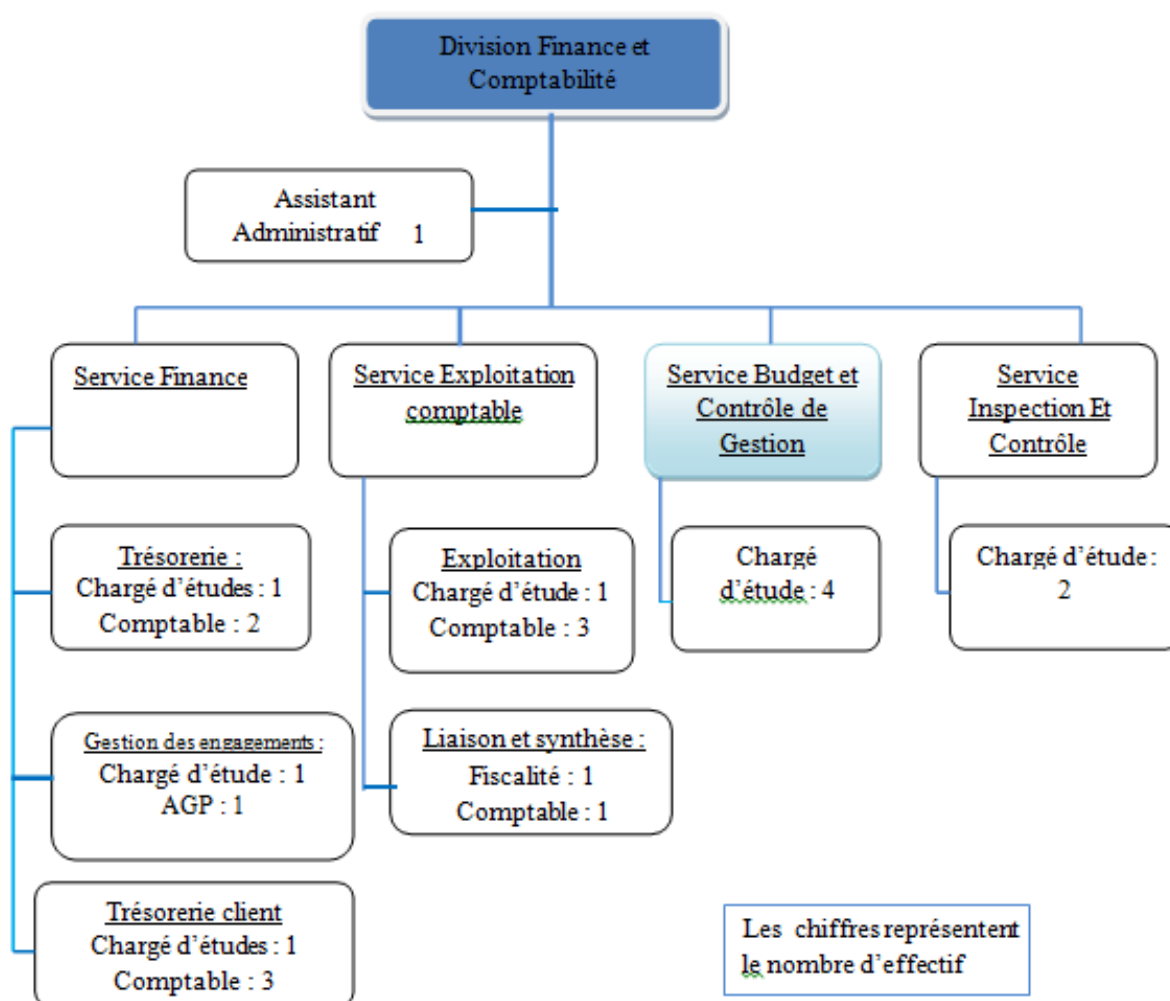 Division Finance et
Comptabilité
Assistant
Administratif 1
Service Finance
Service Exploitation
comptable
Service Budget et
Contrôle de
Gestion
Service
Inspection Et
Contrôle
Trésorerie :
Chargé d'études : 1
Comptable : 2
Exploitation
Chargé d'étude : 1
Comptable : 3
Chargé
d'étude : 4
Chargé d'étude :
2
Gestion des engagements :
Chargé d'étude : 1
AGP : 1
Liaison et synthèse :
Fiscalité : 1
Comptable : 1
Trésorerie client
Chargé d'études : 1
Comptable : 3
Les chiffres représentent
le nombre d'effectif